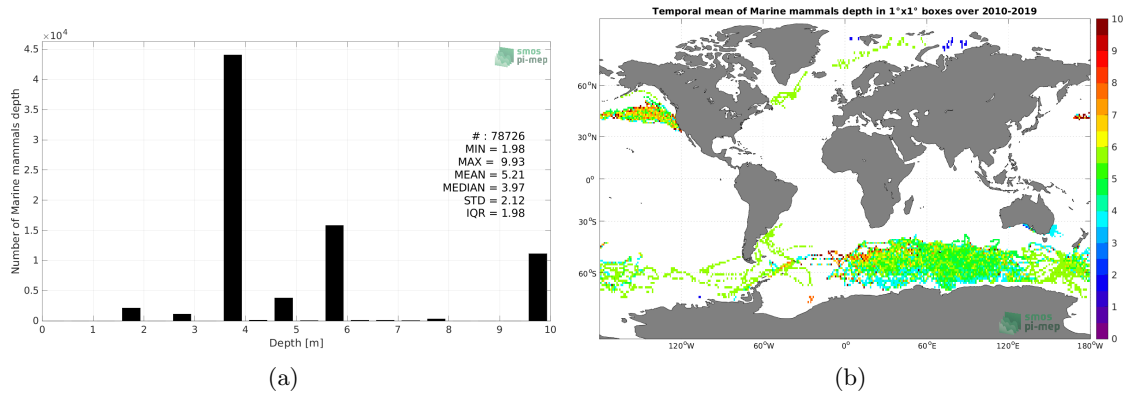 ×10⁴
4.5
4
3.5
3
2.5
2
1.5
1
0.5
0
Number of Marine mammals depth
smos
pi-mep
# : 78726
MIN = 1.98
MAX = 9.93
MEAN = 5.21
MEDIAN = 3.97
STD = 2.12
IQR = 1.98
0 1 2 3 4 5 6 7 8 9 10
Depth [m]
(a)
Temporal mean of Marine mammals depth in 1°x1° boxes over 2010-2019
60°N
30°N
0°
30°S
60°S
120°W 60°W 0° 60°E 120°E 180°W
smos
pi-mep
10
9
8
7
6
5
4
3
2
1
0
(b)